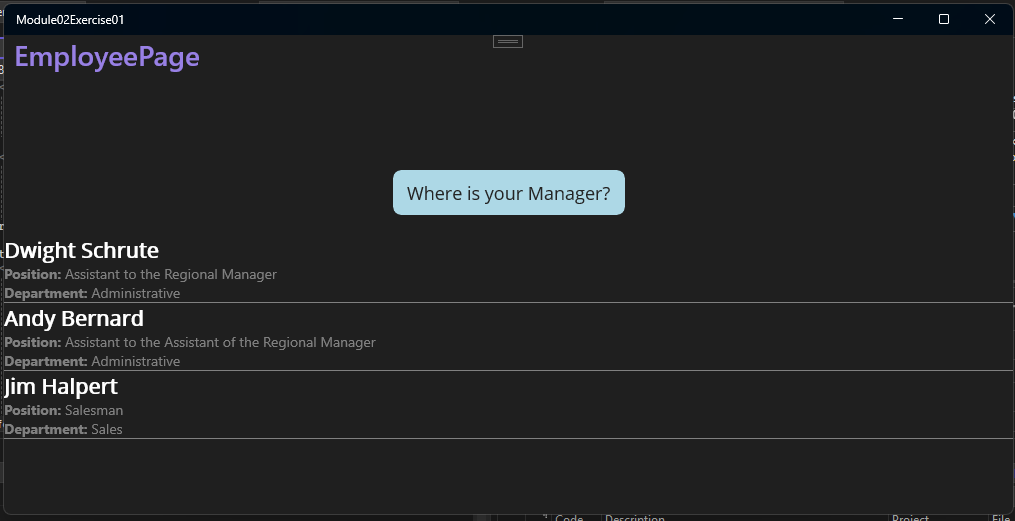 Module02Exercise01
EmployeePage
Where is your Manager?
Dwight Schrute
Position: Assistant to the Regional Manager
Department: Administrative
Andy Bernard
Position: Assistant to the Assistant of the Regional Manager
Department: Administrative
Jim Halpert
Position: Salesman
Department: Sales
Code Description Project File